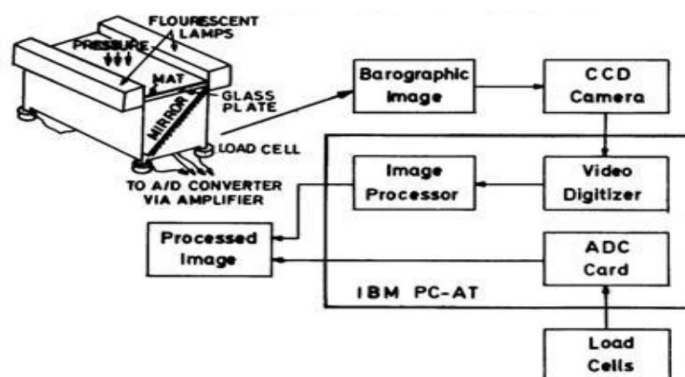 FLOURESCENT
LAMPS
PRESSURE
MAT
GLASS
PLATE
MIRROR
LOAD CELL
TO A/D CONVERTER
VIA AMPLIFIER
Barographic
Image
CCD
Camera
Image
Processor
Video
Digitizer
Processed
Image
ADC
Card
IBM PC-AT
Load
Cells